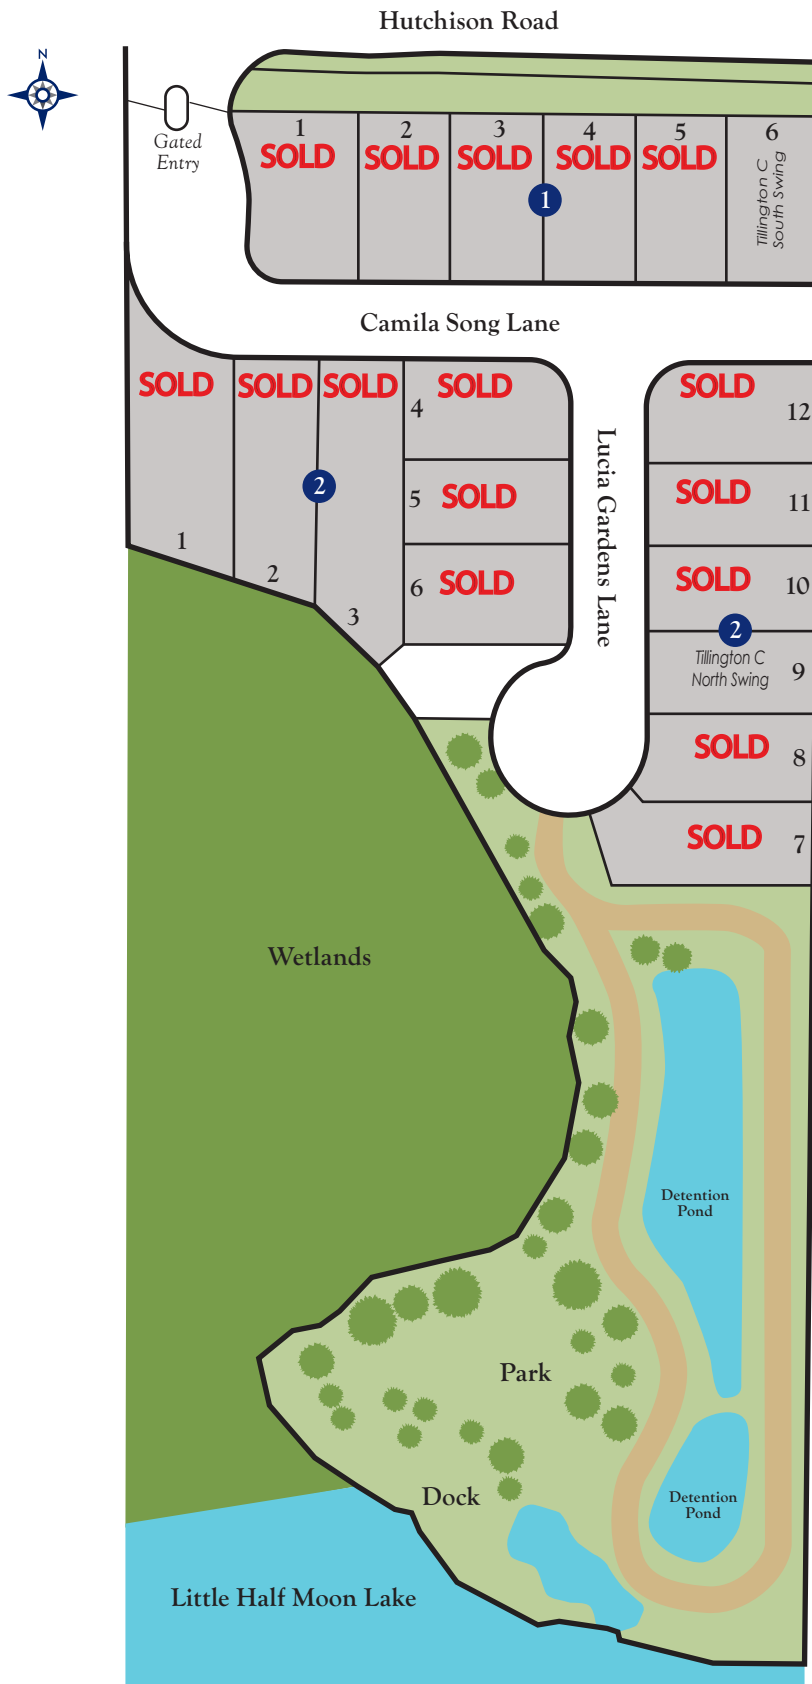 Hutchison Road
N
Gated
Entry
1
SOLD
2
SOLD
3
SOLD
4
SOLD
5
SOLD
6
Tillington C
South Swing
1
Camila Song Lane
SOLD
1
SOLD
2
SOLD
3
2
4
SOLD
5
SOLD
6
SOLD
Lucia Gardens Lane
SOLD
12
SOLD
11
SOLD
10
2
Tillington C
North Swing
9
SOLD
8
SOLD
7
Wetlands
Detention
Pond
Park
Dock
Detention
Pond
Little Half Moon Lake